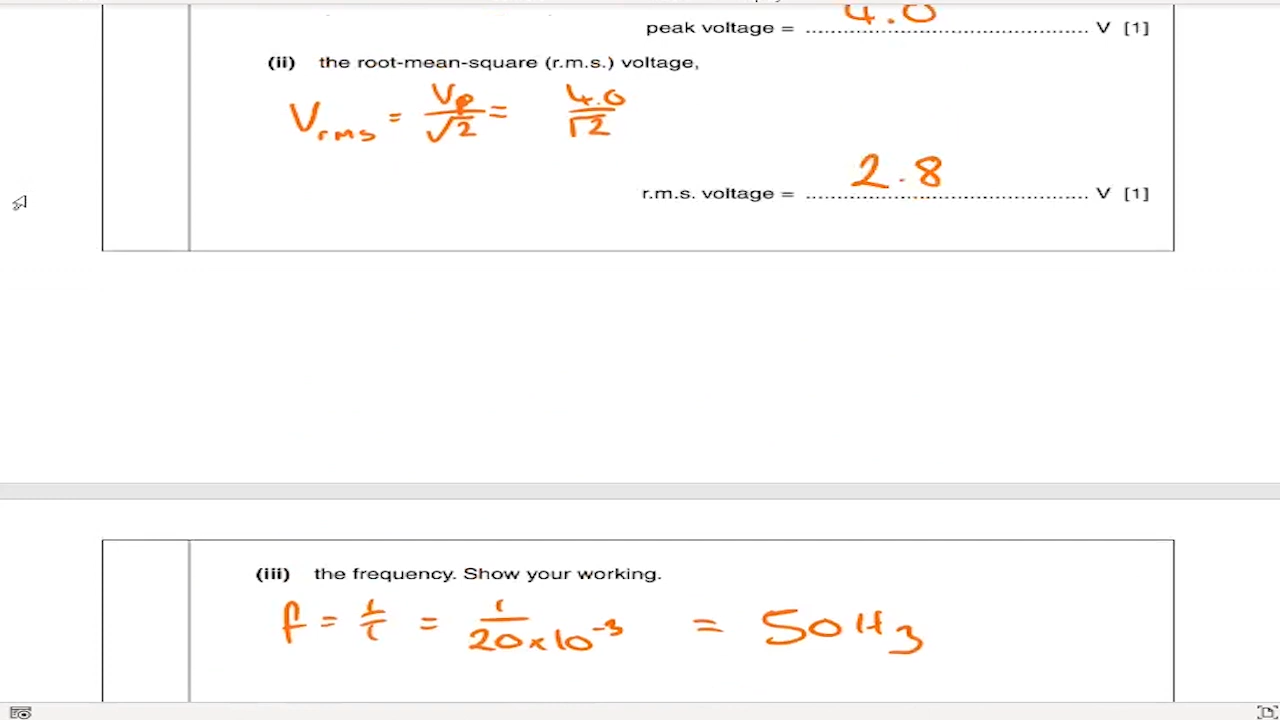 4.0
peak voltage = ........................................ V [1]
(ii) the root-mean-square (r.m.s.) voltage,
Vrms = Vp/√2 = 4.0/√2
2.8
r.m.s. voltage = ........................................ V [1]
(iii) the frequency. Show your working.
f = 1/T = 1/20×10⁻³ = 50Hz